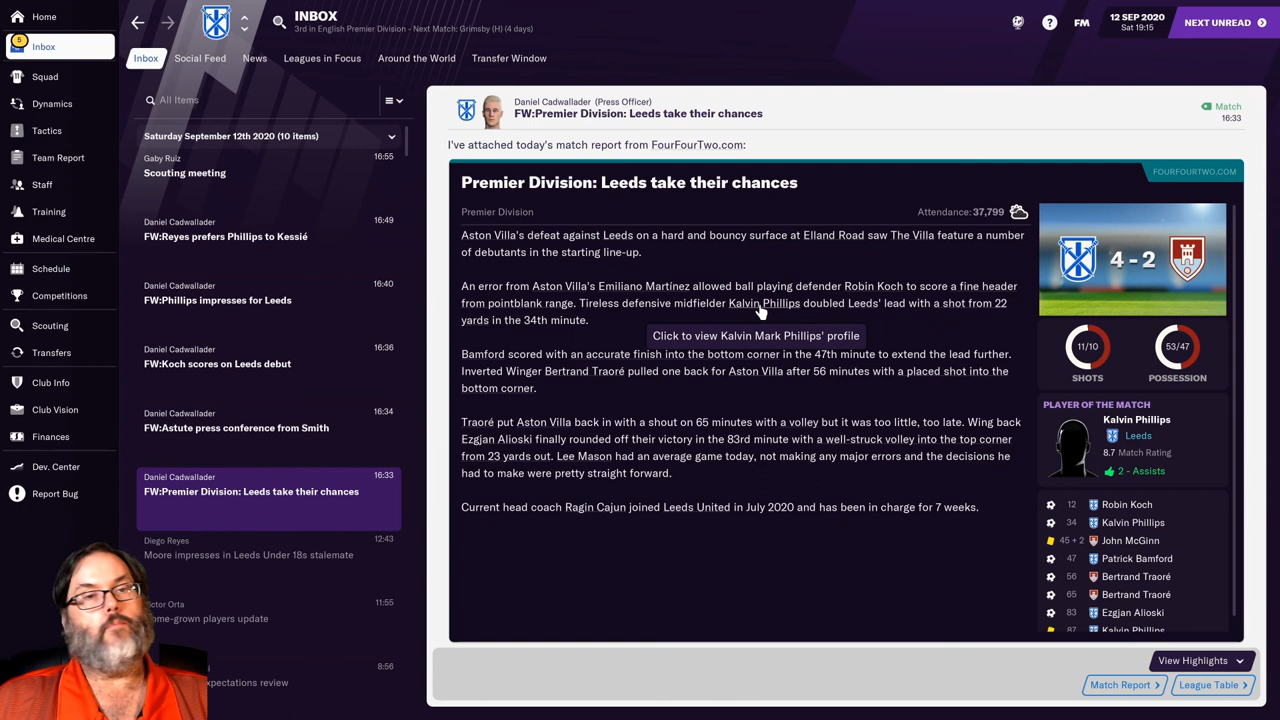 Home
5
Inbox
Squad
Dynamics
Tactics
Team Report
Staff
Training
Medical Centre
Schedule
Competitions
Scouting
Transfers
Club Info
Club Vision
Finances
Dev. Center
Report Bug
INBOX
3rd in English Premier Division - Next Match: Grimsby (H) (4 days)
?
FM
12 SEP 2020
Sat 19:15
NEXT UNREAD
Inbox
Social Feed
News
Leagues in Focus
Around the World
Transfer Window
All Items
Saturday September 12th 2020 (10 items)
Gaby Ruiz 16:55
Scouting meeting
Daniel Cadwallader 16:49
FW:Reyes prefers Phillips to Kessié
Daniel Cadwallader 16:40
FW:Phillips impresses for Leeds
Daniel Cadwallader 16:36
FW:Koch scores on Leeds debut
Daniel Cadwallader 16:34
FW:Astute press conference from Smith
Daniel Cadwallader 16:33
FW:Premier Division: Leeds take their chances
Diego Reyes 12:43
Moore impresses in Leeds Under 18s stalemate
Victor Orta 11:55
players update
8:56
review
Daniel Cadwallader (Press Officer)
FW:Premier Division: Leeds take their chances
Match
16:33
I've attached today's match report from FourFourTwo.com:
Premier Division: Leeds take their chances
FOURFOURTWO.COM
Premier Division
Attendance: 37,799
Aston Villa's defeat against Leeds on a hard and bouncy surface at Elland Road saw The Villa feature a number
of debutants in the starting line-up.
An error from Aston Villa's Emiliano Martínez allowed ball playing defender Robin Koch to score a fine header
from pointblank range. Tireless defensive midfielder Kalvin Phillips doubled Leeds' lead with a shot from 22
yards in the 34th minute.
Click to view Kalvin Mark Phillips' profile
Bamford scored with an accurate finish into the bottom corner in the 47th minute to extend the lead further.
Inverted Winger Bertrand Traoré pulled one back for Aston Villa after 56 minutes with a placed shot into the
bottom corner.
Traoré put Aston Villa back in with a shout on 65 minutes with a volley but it was too little, too late. Wing back
Ezgjan Alioski finally rounded off their victory in the 83rd minute with a well-struck volley into the top corner
from 23 yards out. Lee Mason had an average game today, not making any major errors and the decisions he
had to make were pretty straight forward.
Current head coach Ragin Cajun joined Leeds United in July 2020 and has been in charge for 7 weeks.
4 - 2
11/10
SHOTS
53/47
POSSESSION
PLAYER OF THE MATCH
Kalvin Phillips
Leeds
8.7 Match Rating
2 - Assists
12 Robin Koch
34 Kalvin Phillips
45 + 2 John McGinn
47 Patrick Bamford
56 Bertrand Traoré
65 Bertrand Traoré
83 Ezgjan Alioski
87 Kalvin Phillips
View Highlights
Match Report
League Table